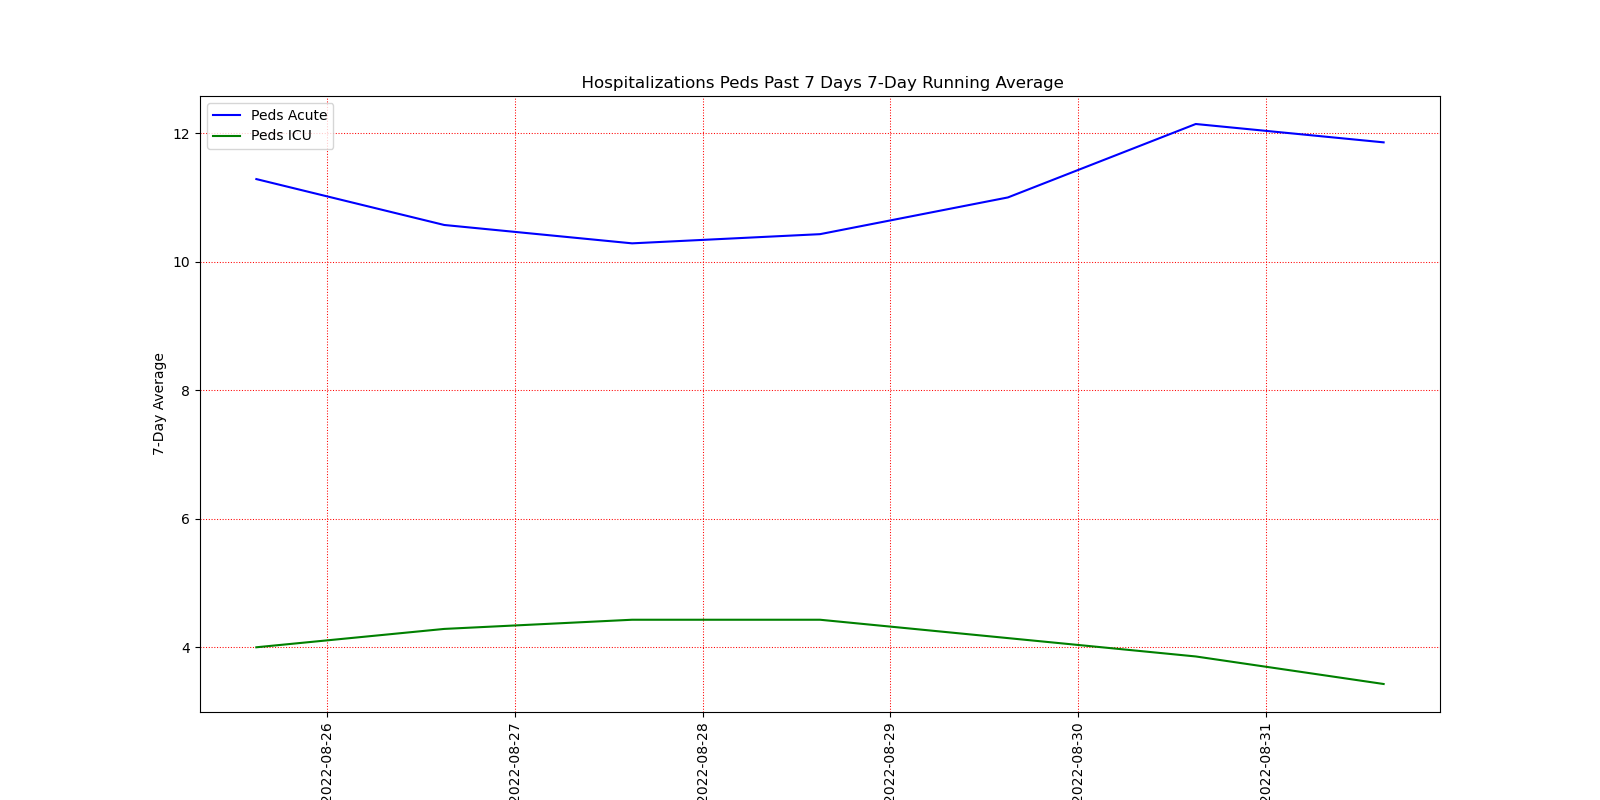 Hospitalizations Peds Past 7 Days 7-Day Running Average
Peds Acute
Peds ICU
7-Day Average
12
10
8
6
4
2022-08-26
2022-08-27
2022-08-28
2022-08-29
2022-08-30
2022-08-31